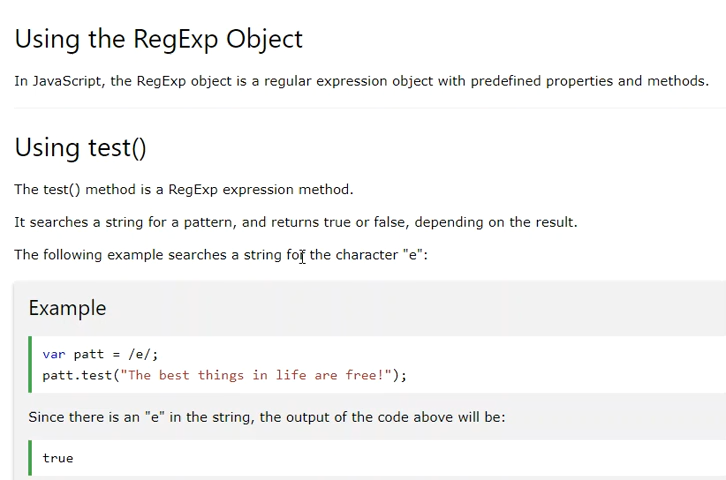 Using the RegExp Object
In JavaScript, the RegExp object is a regular expression object with predefined properties and methods.
Using test()
The test() method is a RegExp expression method.
It searches a string for a pattern, and returns true or false, depending on the result.
The following example searches a string for the character "e":
Example
var patt = /e/;
patt.test("The best things in life are free!");
Since there is an "e" in the string, the output of the code above will be:
true